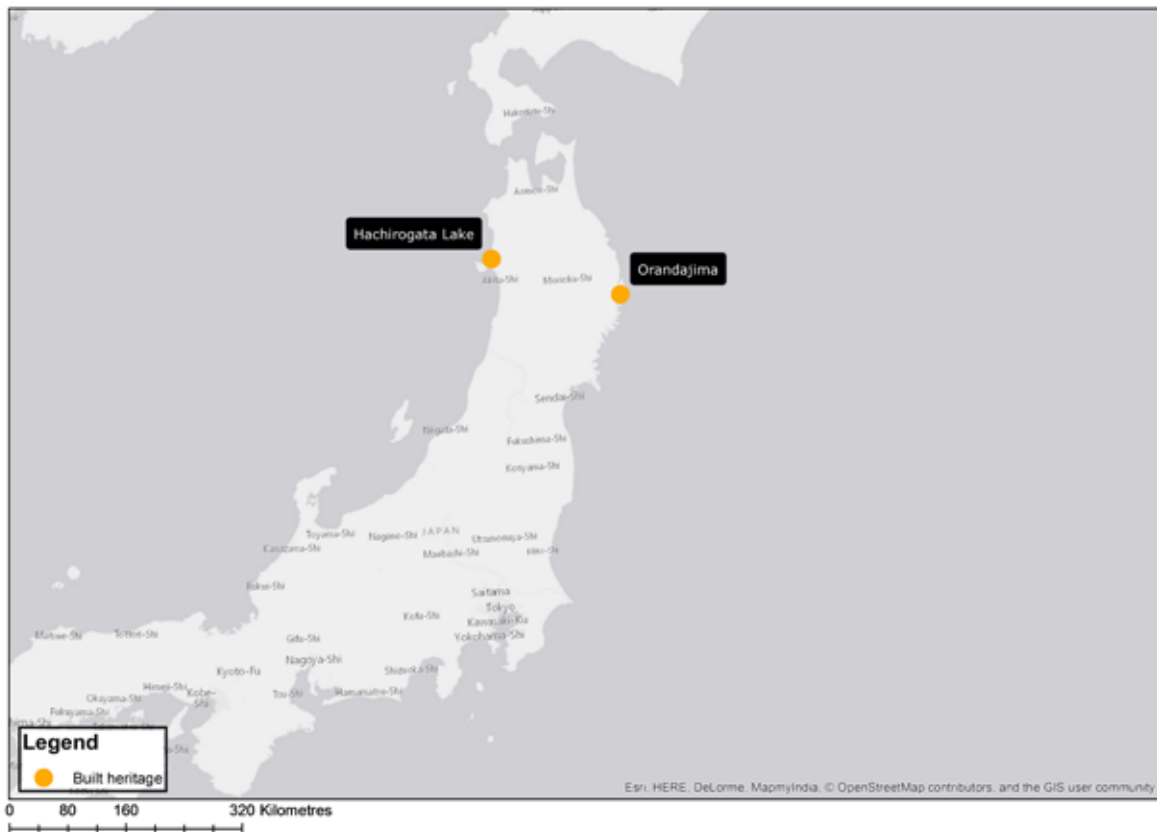 Hakodate-Shi
Aomori-Shi
Hachirogata Lake
Orandajima
Akita-Shi
Morioka-Shi
Sendai-Shi
Niigata-Shi
Fukushima-Shi
Koriyama-Shi
Toyama-Shi
Nagano-Shi
JAPAN
Utsunomiya-Shi
Kanazawa-Shi
Maebashi-Shi
Mito-Shi
Fukui-Shi
Saitama
Tokyo
Kofu-Shi
Kawasaki-Ku
Yokohama-Shi
Matsue-Shi
Tottori-Shi
Gifu-Shi
Nagoya-Shi
Kyoto-Fu
Shizuoka-Shi
Himeji-Shi
Kobe-
Shi
Tsu-Shi
Hamamatsu-Shi
Okayama-Shi
Fukuyama-Shi
Legend
Built heritage
Esri, HERE, DeLorme, MapmyIndia, © OpenStreetMap contributors, and the GIS user community
0 80 160 320 Kilometres